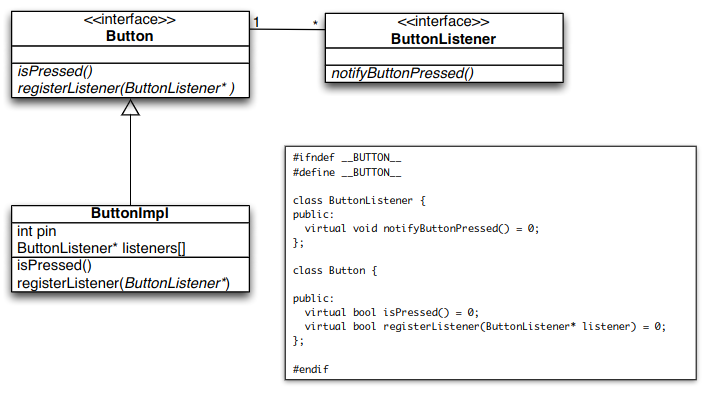 <<interface>>
Button
isPressed()
registerListener(ButtonListener* )
1
*
<<interface>>
ButtonListener
notifyButtonPressed()
ButtonImpl
int pin
ButtonListener* listeners[]
isPressed()
registerListener(ButtonListener*)
#ifndef __BUTTON__
#define __BUTTON__
class ButtonListener {
public:
  virtual void notifyButtonPressed() = 0;
};
class Button {
public:
  virtual bool isPressed() = 0;
  virtual bool registerListener(ButtonListener* listener) = 0;
};
#endif